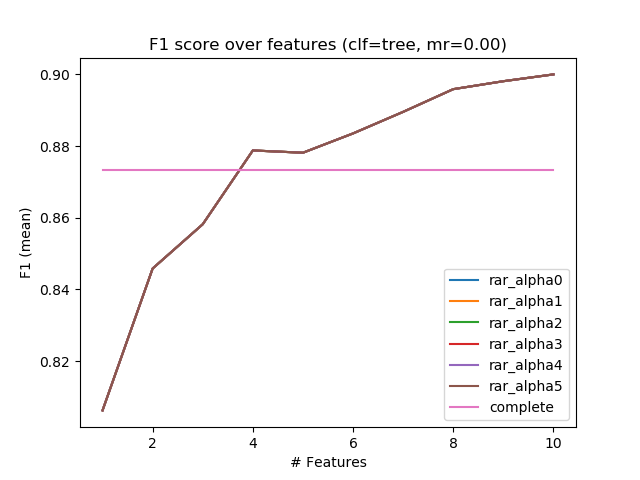 F1 score over features (clf=tree, mr=0.00)
0.90
0.88
0.86
0.84
0.82
F1 (mean)
rar_alpha0
rar_alpha1
rar_alpha2
rar_alpha3
rar_alpha4
rar_alpha5
complete
2 4 6 8 10
# Features